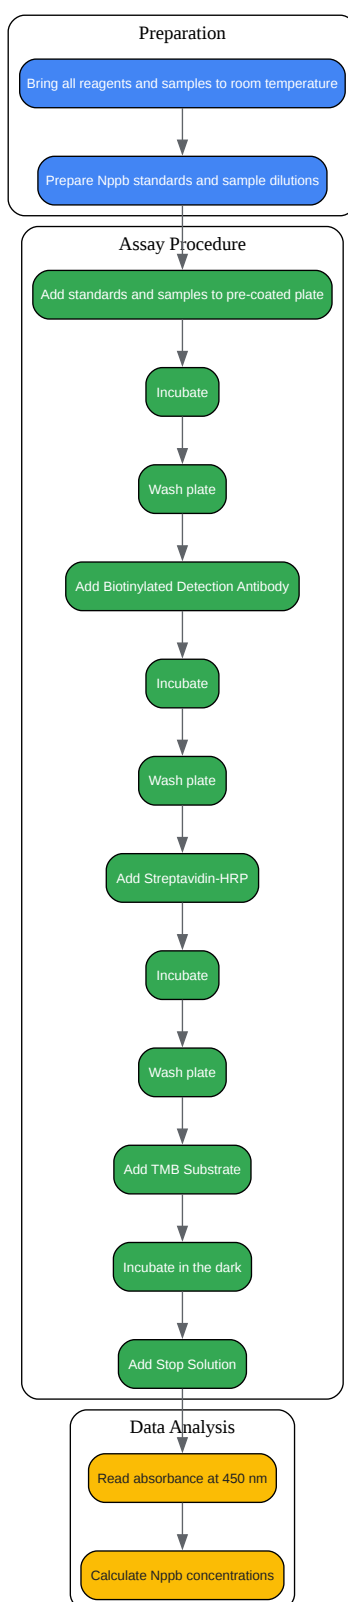 Preparation
Bring all reagents and samples to room temperature
Prepare Nppb standards and sample dilutions
Assay Procedure
Add standards and samples to pre-coated plate
Incubate
Wash plate
Add Biotinylated Detection Antibody
Incubate
Wash plate
Add Streptavidin-HRP
Incubate
Wash plate
Add TMB Substrate
Incubate in the dark
Add Stop Solution
Data Analysis
Read absorbance at 450 nm
Calculate Nppb concentrations